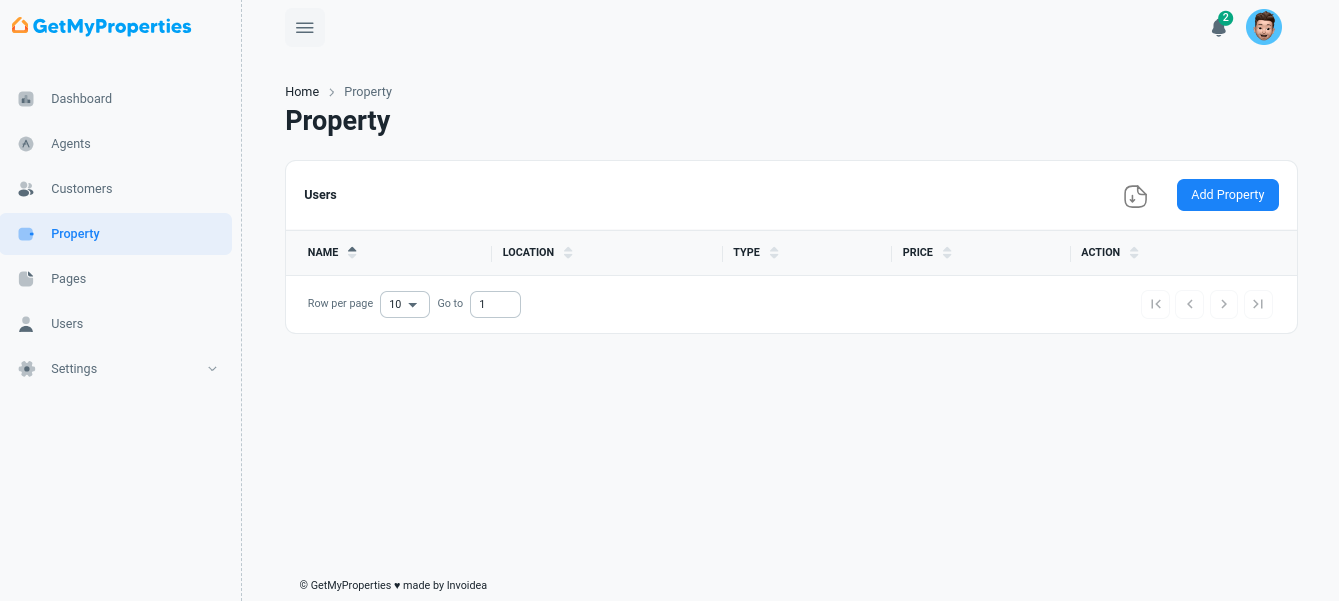 GetMyProperties
2
Dashboard
Agents
Customers
Property
Pages
Users
Settings
Home > Property
Property
Users
Add Property
NAME LOCATION TYPE PRICE ACTION
Row per page 10 Go to 1
© GetMyProperties ♥ made by Invoidea